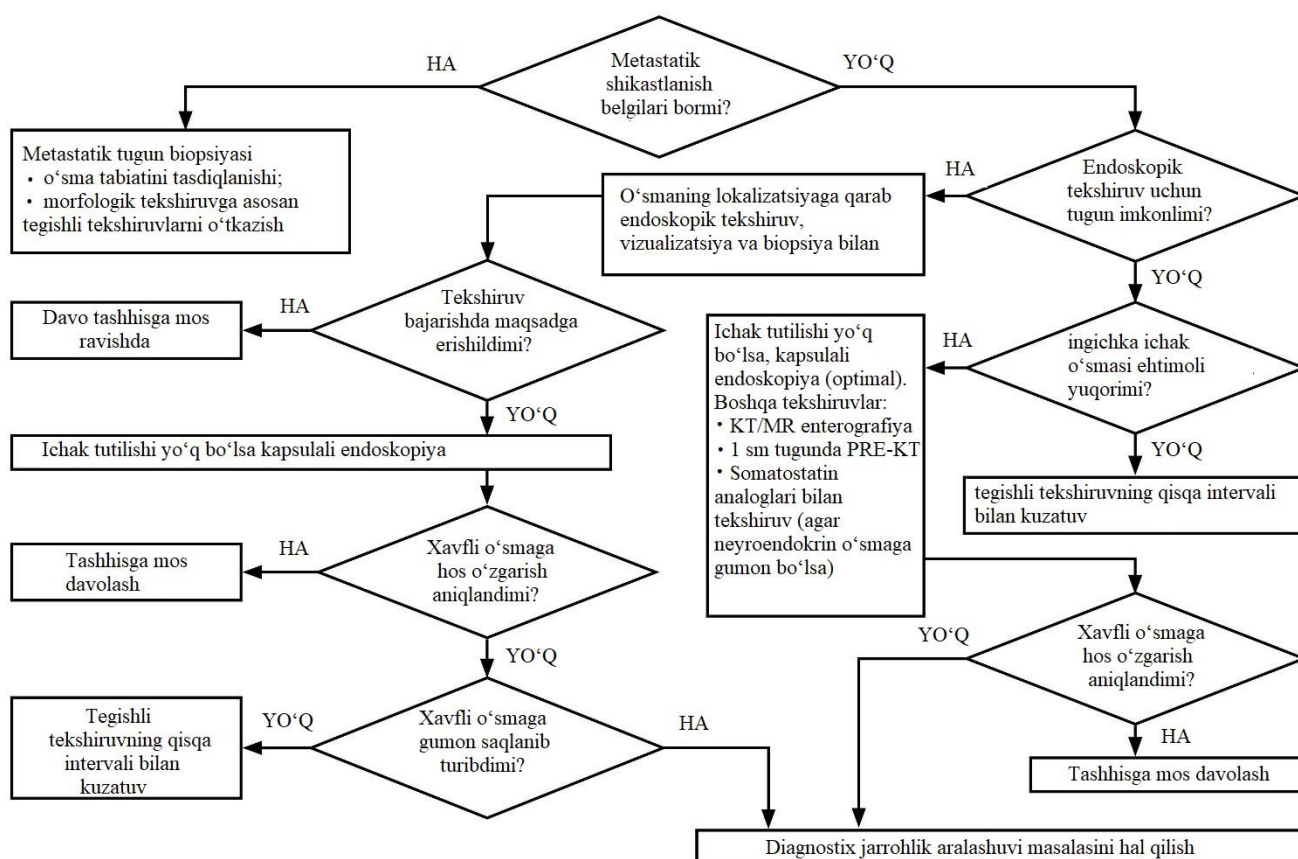 Metastatik
shikastlanish
belgilari bormi?
HA
YO‘Q
Metastatik tugun biopsiyasi
• o‘sma tabiatini tasdiqlanishi;
• morfologik tekshiruvga asosan
tegishli tekshiruvlarni o‘tkazish
Endoskopik
tekshiruv uchun
tugun imkonlimi?
HA
O‘smaning lokalizatsiyaga qarab
endoskopik tekshiruv,
vizualizatsiya va biopsiya bilan
YO‘Q
Tekshiruv
bajarishda maqsadga
erishildimi?
HA
Davo tashhisga mos
ravishda
YO‘Q
ingichka ichak
o‘smasi ehtimoli
yuqorimi?
HA
Ichak tutilishi yo‘q
bo‘lsa, kapsulali
endoskopiya (optimal).
Boshqa tekshiruvlar:
• KT/MR enterografiya
• 1 sm tugunda PRE-KT
• Somatostatin
analoglari bilan
tekshiruv (agar
neyroendokrin o‘smaga
gumon bo‘lsa)
YO‘Q
tegishli tekshiruvning qisqa intervali
bilan kuzatuv
Ichak tutilishi yo‘q bo‘lsa kapsulali endoskopiya
Xavfli o‘smaga
hos o‘zgarish
aniqlandimi?
HA
Tashhisga mos
davolash
YO‘Q
Xavfli o‘smaga
hos o‘zgarish
aniqlandimi?
YO‘Q
HA
Tashhisga mos davolash
Xavfli o‘smaga
gumon saqlanib
turibdimi?
YO‘Q
Tegishli
tekshiruvning qisqa
intervali bilan
kuzatuv
HA
Diagnostix jarrohlik aralashuvi masalasini hal qilish